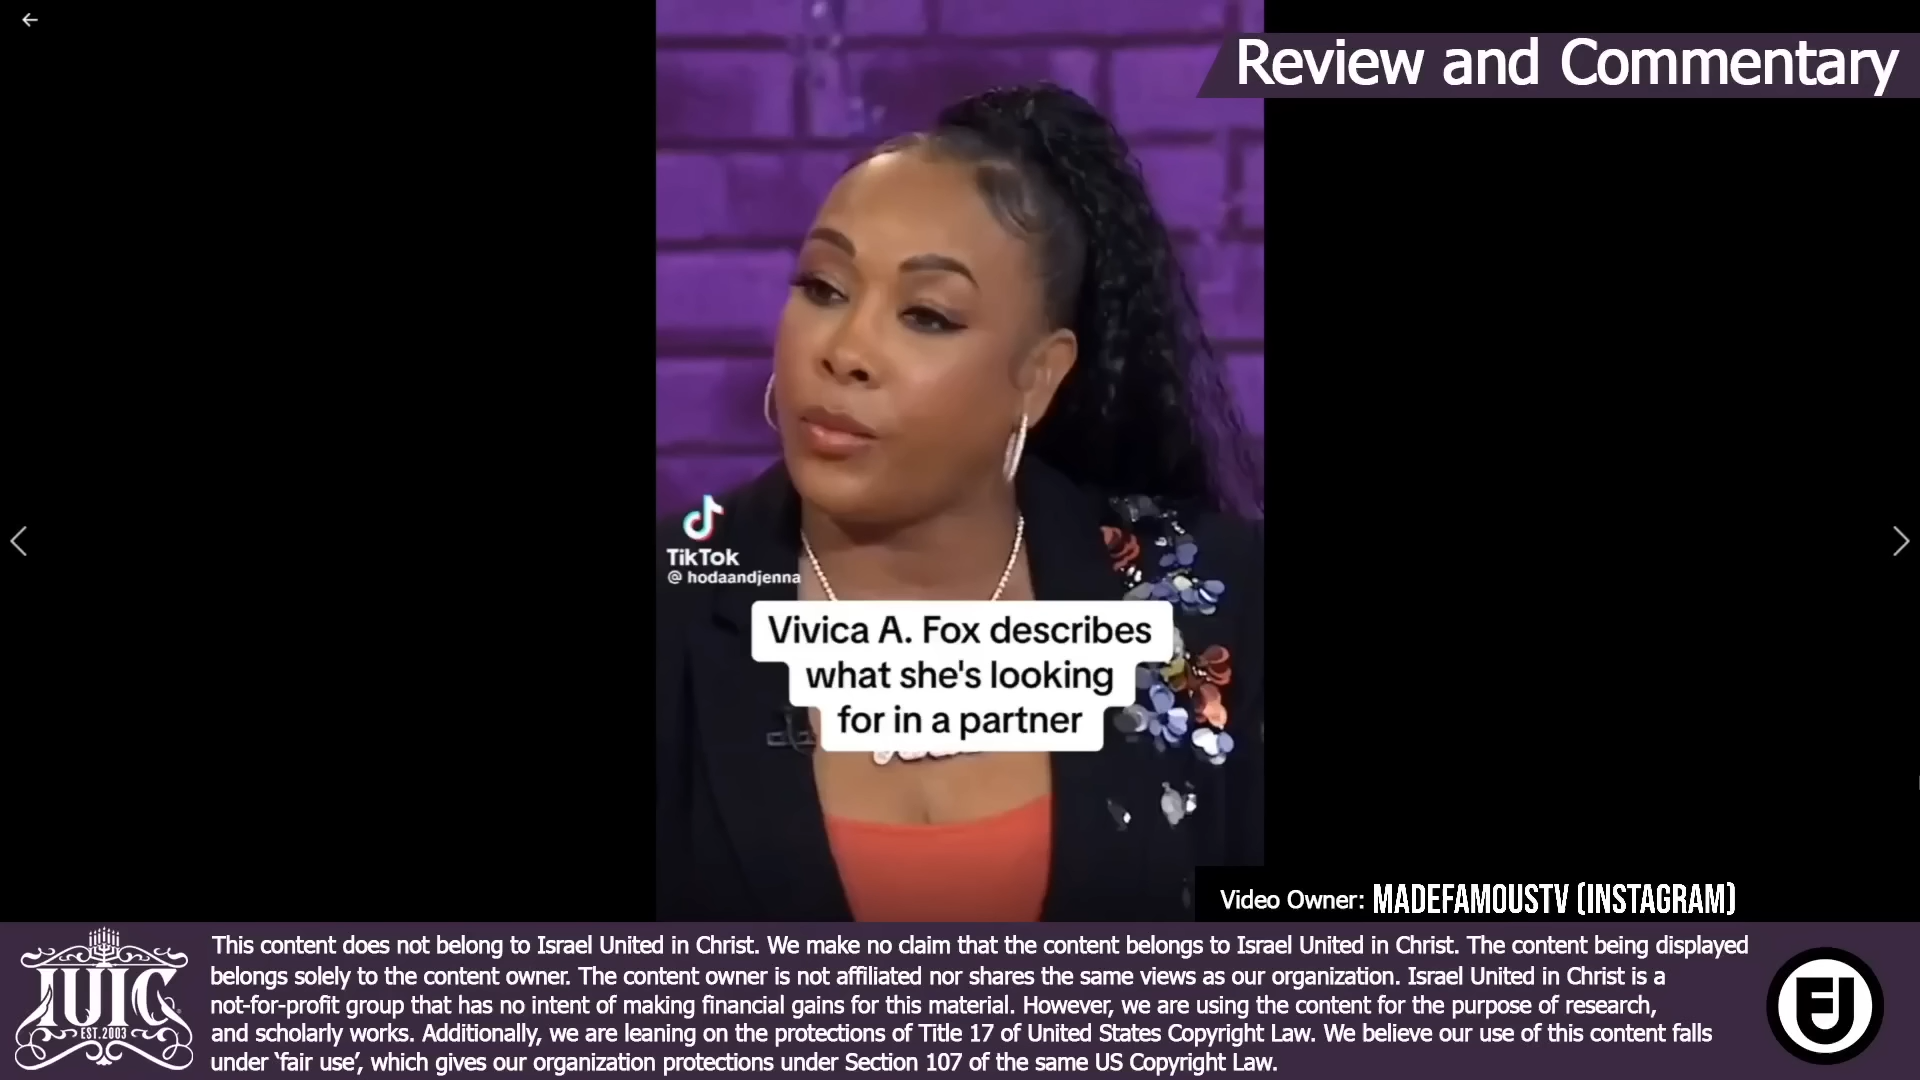 Review and Commentary
TikTok
@ hodaandjenna
Vivica A. Fox describes
what she's looking
for in a partner
Video Owner: MADEFAMOUSTV (INSTAGRAM)
This content does not belong to Israel United in Christ. We make no claim that the content belongs to Israel United in Christ. The content being displayed
belongs solely to the content owner. The content owner is not affiliated nor shares the same views as our organization. Israel United in Christ is a
not-for-profit group that has no intent of making financial gains for this material. However, we are using the content for the purpose of research,
and scholarly works. Additionally, we are leaning on the protections of Title 17 of United States Copyright Law. We believe our use of this content falls
under ‘fair use’, which gives our organization protections under Section 107 of the same US Copyright Law.
IUIC
EST. 2003